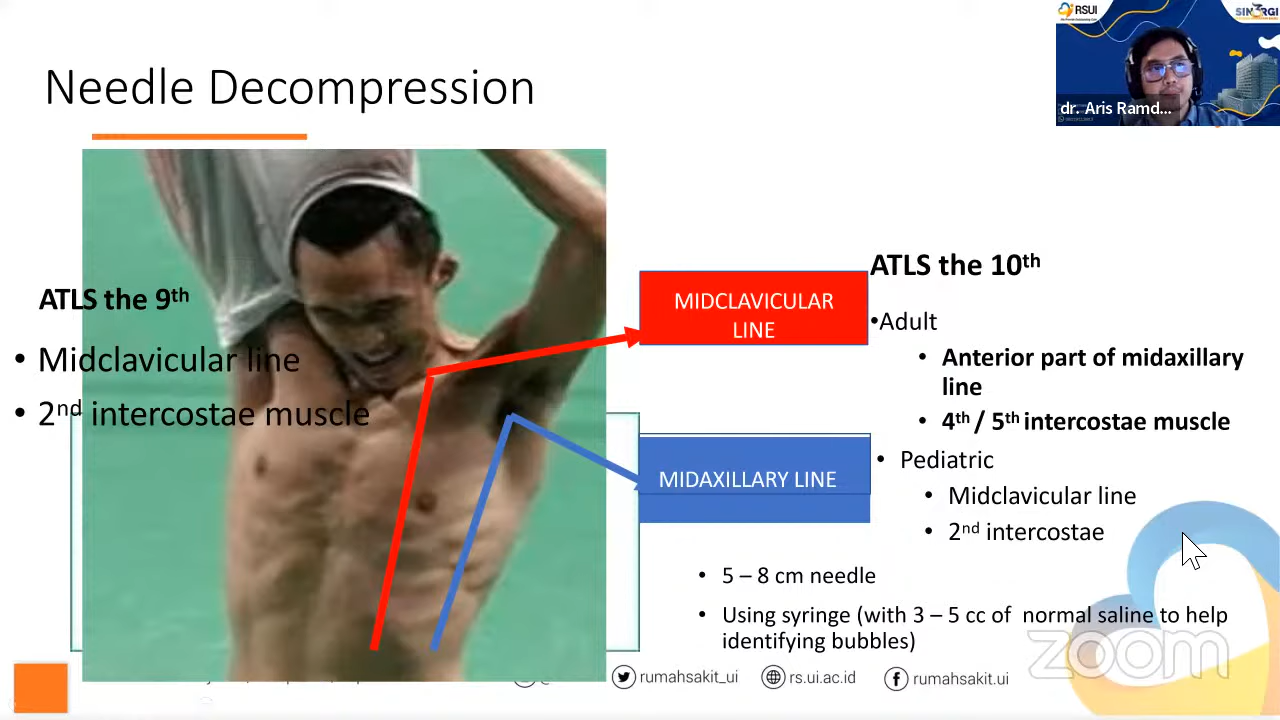 RSUI
SINERGI
dr. Aris Ramd...
Needle Decompression
ATLS the 9th
• Midclavicular line
• 2nd intercostae muscle
MIDCLAVICULAR
LINE
MIDAXILLARY LINE
ATLS the 10th
•Adult
• Anterior part of midaxillary
line
• 4th / 5th intercostae muscle
• Pediatric
• Midclavicular line
• 2nd intercostae
• 5 – 8 cm needle
• Using syringe (with 3 – 5 cc of normal saline to help
identifying bubbles)
zoom
rumahsakit_ui rs.ui.ac.id rumahsakit.ui